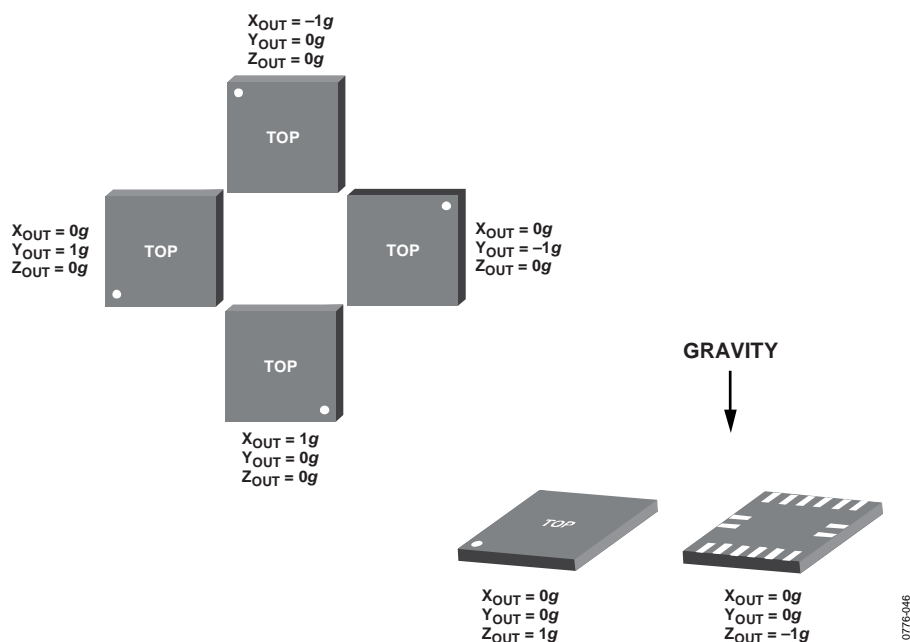 X_OUT = –1g
Y_OUT = 0g
Z_OUT = 0g
TOP
X_OUT = 0g
Y_OUT = 1g
Z_OUT = 0g
TOP
TOP
X_OUT = 0g
Y_OUT = –1g
Z_OUT = 0g
TOP
X_OUT = 1g
Y_OUT = 0g
Z_OUT = 0g
GRAVITY
TOP
X_OUT = 0g
Y_OUT = 0g
Z_OUT = 1g
X_OUT = 0g
Y_OUT = 0g
Z_OUT = –1g
0776-046